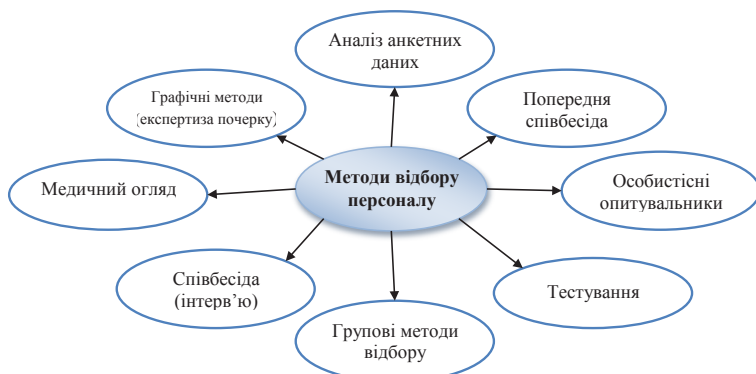 Аналіз анкетних
даних
Графічні методы
(експертиза почерку)
Попередня
співбесіда
Методи відбору
персоналу
Медичний огляд
Особистісні
опитувальники
Співбесіда
(інтерв’ю)
Тестування
Групові методи
відбору